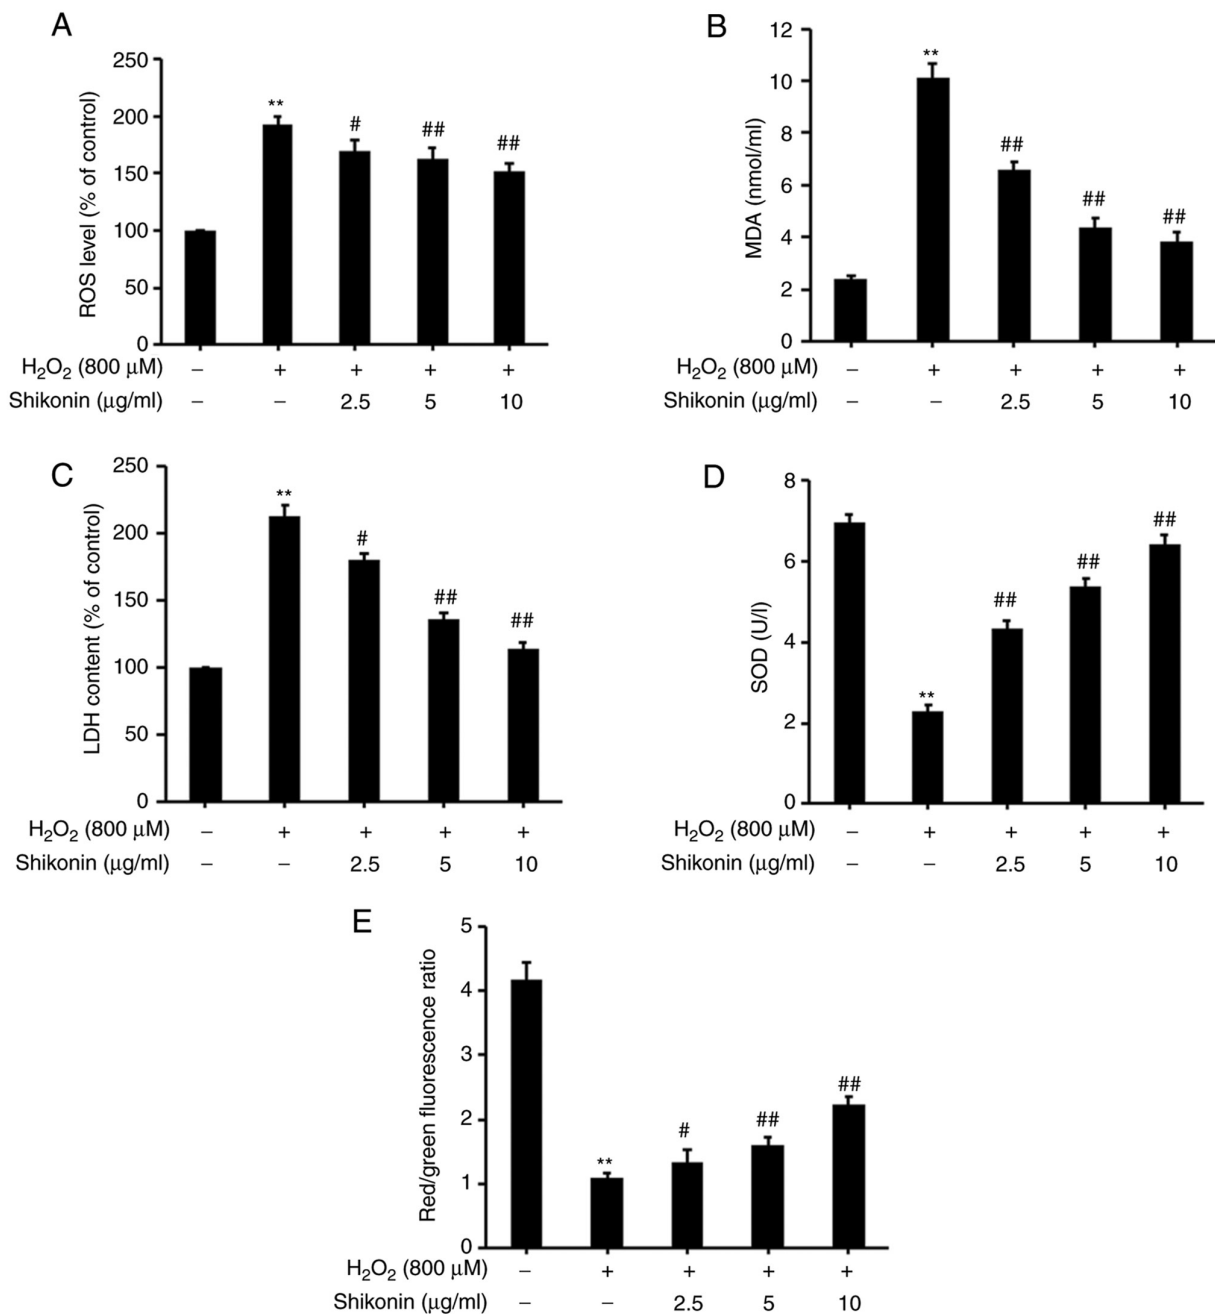 A
ROS level (% of control)
250
200
150
100
50
0
** # ## ##
H₂O₂ (800 μM) – + + + +
Shikonin (μg/ml) – – 2.5 5 10
B
MDA (nmol/ml)
12
10
8
6
4
2
0
** ## ## ##
H₂O₂ (800 μM) – + + + +
Shikonin (μg/ml) – – 2.5 5 10
C
LDH content (% of control)
250
200
150
100
50
0
** # ## ##
H₂O₂ (800 μM) – + + + +
Shikonin (μg/ml) – – 2.5 5 10
D
SOD (U/l)
8
6
4
2
0
** ## ## ##
H₂O₂ (800 μM) – + + + +
Shikonin (μg/ml) – – 2.5 5 10
E
Red/green fluorescence ratio
5
4
3
2
1
0
** # ## ##
H₂O₂ (800 μM) – + + + +
Shikonin (μg/ml) – – 2.5 5 10